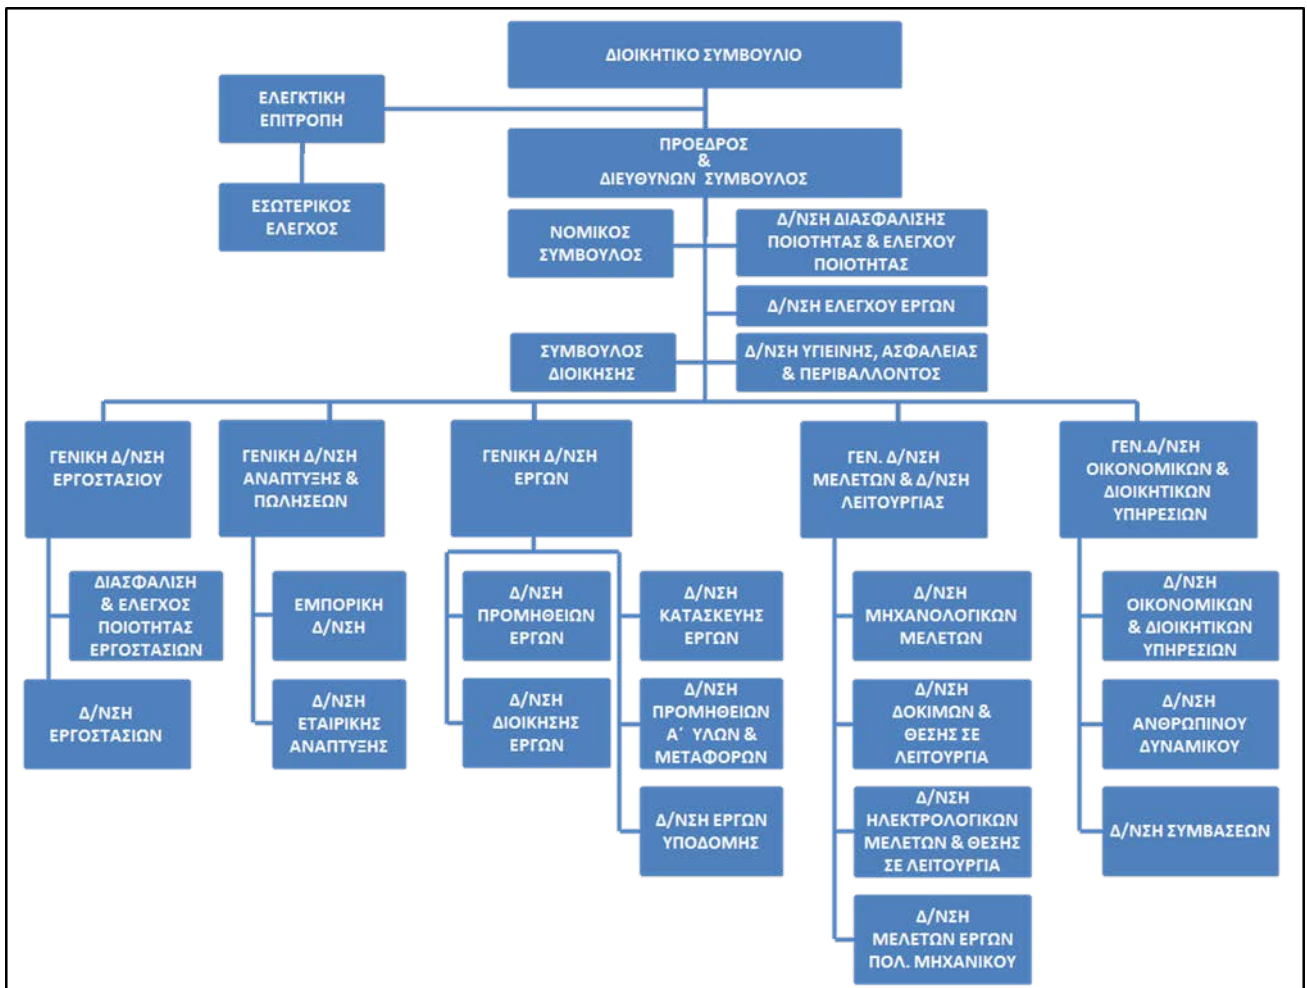 ΔΙΟΙΚΗΤΙΚΟ ΣΥΜΒΟΥΛΙΟ
ΕΛΕΓΚΤΙΚΗ
ΕΠΙΤΡΟΠΗ
ΠΡΟΕΔΡΟΣ
&
ΔΙΕΥΘΥΝΩΝ ΣΥΜΒΟΥΛΟΣ
ΕΣΩΤΕΡΙΚΟΣ
ΕΛΕΓΧΟΣ
ΝΟΜΙΚΟΣ
ΣΥΜΒΟΥΛΟΣ
Δ/ΝΣΗ ΔΙΑΣΦΑΛΙΣΗΣ
ΠΟΙΟΤΗΤΑΣ & ΕΛΕΓΧΟΥ
ΠΟΙΟΤΗΤΑΣ
Δ/ΝΣΗ ΕΛΕΓΧΟΥ ΕΡΓΩΝ
ΣΥΜΒΟΥΛΟΣ
ΔΙΟΙΚΗΣΗΣ
Δ/ΝΣΗ ΥΓΙΕΙΝΗΣ, ΑΣΦΑΛΕΙΑΣ
& ΠΕΡΙΒΑΛΛΟΝΤΟΣ
ΓΕΝΙΚΗ Δ/ΝΣΗ
ΕΡΓΟΣΤΑΣΙΟΥ
ΓΕΝΙΚΗ Δ/ΝΣΗ
ΑΝΑΠΤΥΞΗΣ &
ΠΩΛΗΣΕΩΝ
ΓΕΝΙΚΗ Δ/ΝΣΗ
ΕΡΓΩΝ
ΓΕΝ. Δ/ΝΣΗ
ΜΕΛΕΤΩΝ & Δ/ΝΣΗ
ΛΕΙΤΟΥΡΓΙΑΣ
ΓΕΝ.Δ/ΝΣΗ
ΟΙΚΟΝΟΜΙΚΩΝ &
ΔΙΟΙΚΗΤΙΚΩΝ
ΥΠΗΡΕΣΙΩΝ
ΔΙΑΣΦΑΛΙΣΗ
& ΕΛΕΓΧΟΣ
ΠΟΙΟΤΗΤΑΣ
ΕΡΓΟΣΤΑΣΙΩΝ
Δ/ΝΣΗ
ΕΡΓΟΣΤΑΣΙΩΝ
ΕΜΠΟΡΙΚΗ
Δ/ΝΣΗ
Δ/ΝΣΗ
ΕΤΑΙΡΙΚΗΣ
ΑΝΑΠΤΥΞΗΣ
Δ/ΝΣΗ
ΠΡΟΜΗΘΕΙΩΝ
ΕΡΓΩΝ
Δ/ΝΣΗ
ΔΙΟΙΚΗΣΗΣ
ΕΡΓΩΝ
Δ/ΝΣΗ
ΚΑΤΑΣΚΕΥΗΣ
ΕΡΓΩΝ
Δ/ΝΣΗ
ΠΡΟΜΗΘΕΙΩΝ
Α΄ ΥΛΩΝ &
ΜΕΤΑΦΟΡΩΝ
Δ/ΝΣΗ ΕΡΓΩΝ
ΥΠΟΔΟΜΗΣ
Δ/ΝΣΗ
ΜΗΧΑΝΟΛΟΓΙΚΩΝ
ΜΕΛΕΤΩΝ
Δ/ΝΣΗ
ΔΟΚΙΜΩΝ &
ΘΕΣΗΣ ΣΕ
ΛΕΙΤΟΥΡΓΙΑ
Δ/ΝΣΗ
ΗΛΕΚΤΡΟΛΟΓΙΚΩΝ
ΜΕΛΕΤΩΝ & ΘΕΣΗΣ
ΣΕ ΛΕΙΤΟΥΡΓΙΑ
Δ/ΝΣΗ
ΜΕΛΕΤΩΝ ΕΡΓΩΝ
ΠΟΛ. ΜΗΧΑΝΙΚΟΥ
Δ/ΝΣΗ
ΟΙΚΟΝΟΜΙΚΩΝ
& ΔΙΟΙΚΗΤΙΚΩΝ
ΥΠΗΡΕΣΙΩΝ
Δ/ΝΣΗ
ΑΝΘΡΩΠΙΝΟΥ
ΔΥΝΑΜΙΚΟΥ
Δ/ΝΣΗ ΣΥΜΒΑΣΕΩΝ